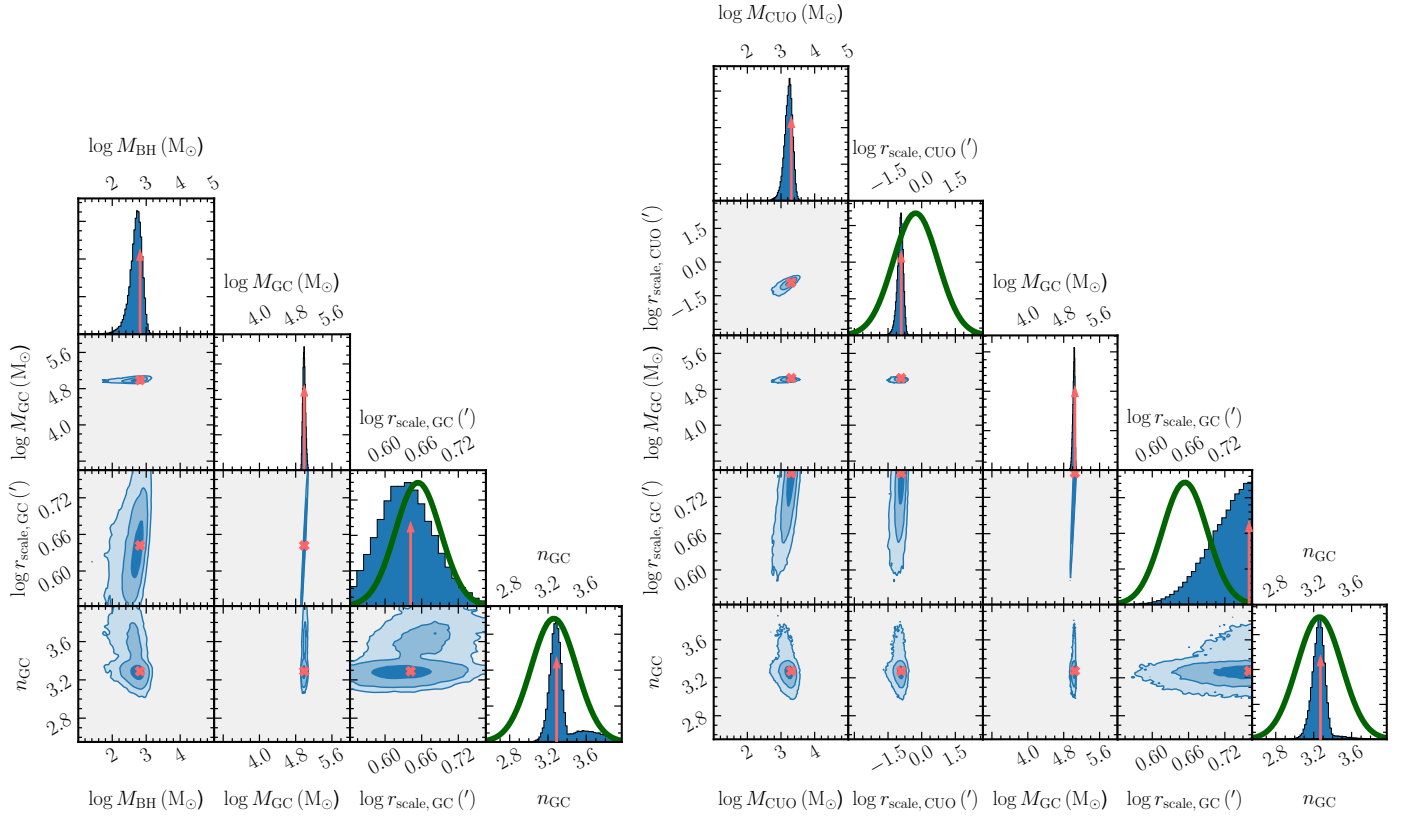 log M_CUO (M_⊙)
2 3 4 5
log M_BH (M_⊙)
2 3 4 5
log r_scale, CUO (′)
−1.5 0.0 1.5
log r_scale, CUO (′)
1.5
0.0
−1.5
log M_GC (M_⊙)
4.0 4.8 5.6
log M_GC (M_⊙)
4.0 4.8 5.6
log M_GC (M_⊙)
5.6
4.8
4.0
log M_GC (M_⊙)
5.6
4.8
4.0
log r_scale, GC (′)
0.60 0.66 0.72
log r_scale, GC (′)
0.60 0.66 0.72
log r_scale, GC (′)
0.72
0.66
0.60
log r_scale, GC (′)
0.72
0.66
0.60
n_GC
2.8 3.2 3.6
n_GC
2.8 3.2 3.6
n_GC
3.6
3.2
2.8
n_GC
3.6
3.2
2.8
2 3 4 4.0 4.8 5.6 0.60 0.66 0.72 2.8 3.2 3.6
2 3 4 −1.5 0.0 1.5 4.0 4.8 5.6 0.60 0.66 0.72 2.8 3.2 3.6
log M_BH (M_⊙) log M_GC (M_⊙) log r_scale, GC (′) n_GC
log M_CUO (M_⊙) log r_scale, CUO (′) log M_GC (M_⊙) log r_scale, GC (′) n_GC